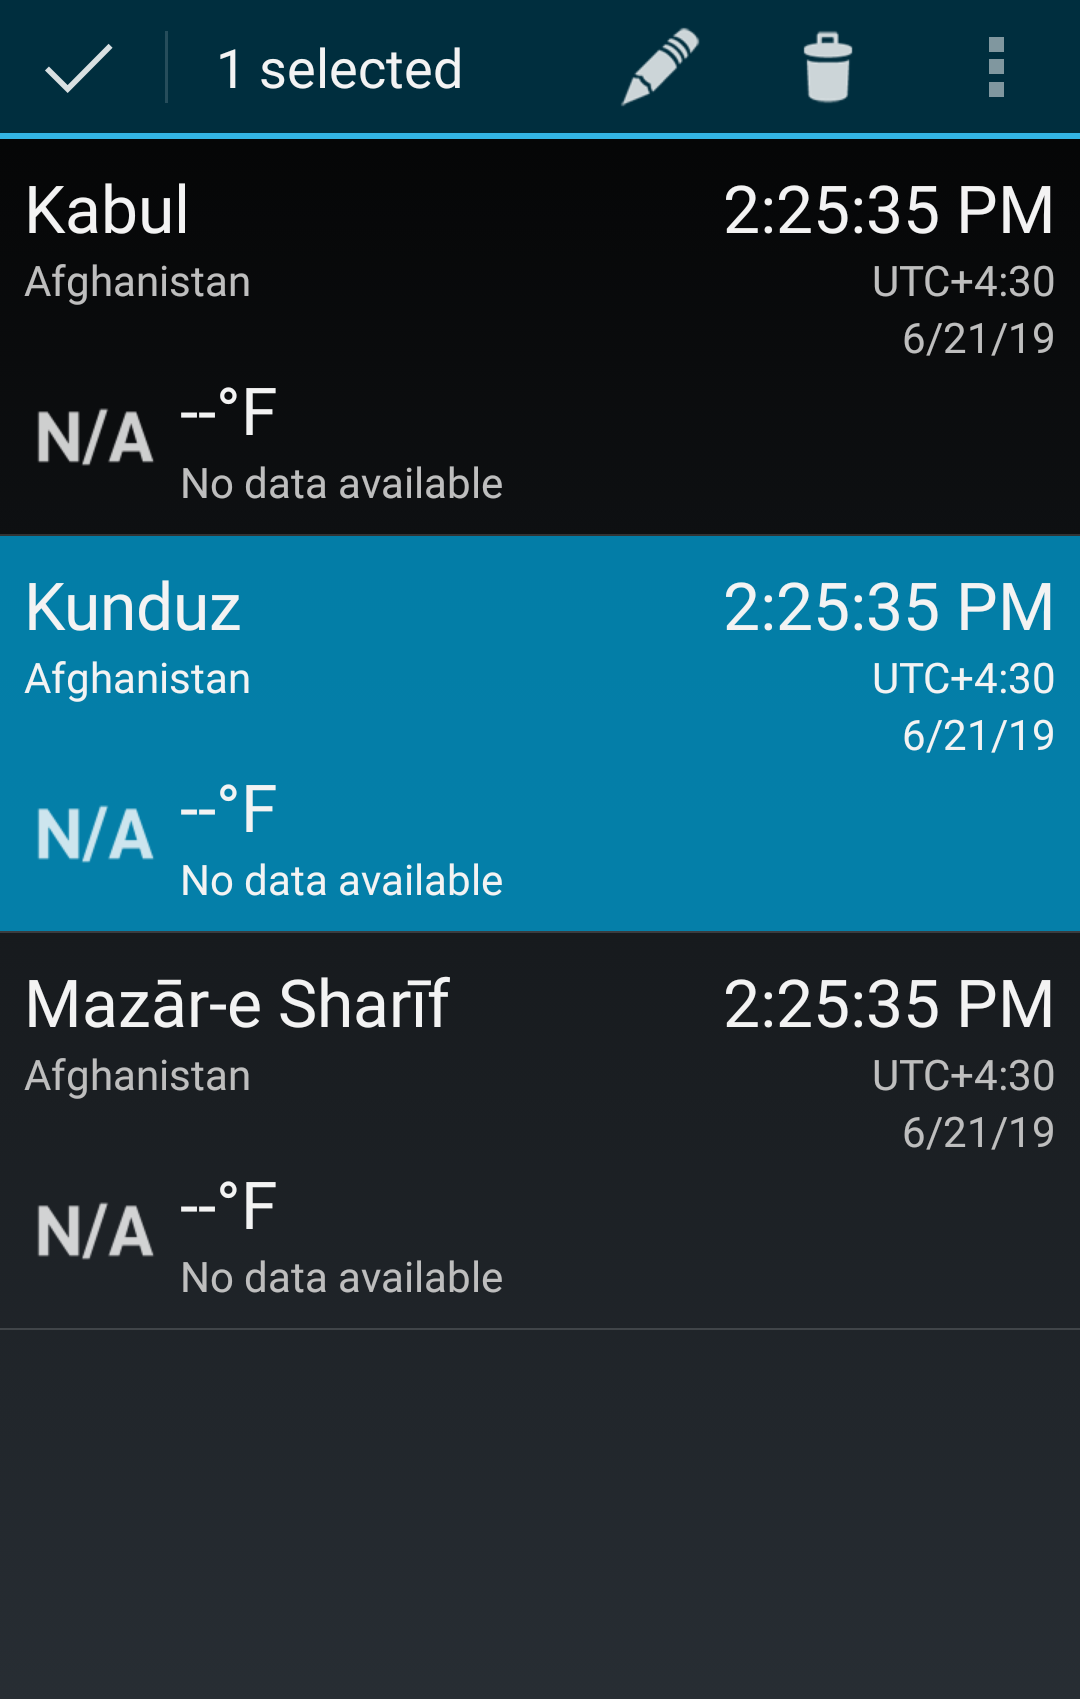 1 selected
Kabul 2:25:35 PM
Afghanistan UTC+4:30
6/21/19
N/A --°F
No data available
Kunduz 2:25:35 PM
Afghanistan UTC+4:30
6/21/19
N/A --°F
No data available
Mazār-e Sharīf 2:25:35 PM
Afghanistan UTC+4:30
6/21/19
N/A --°F
No data available